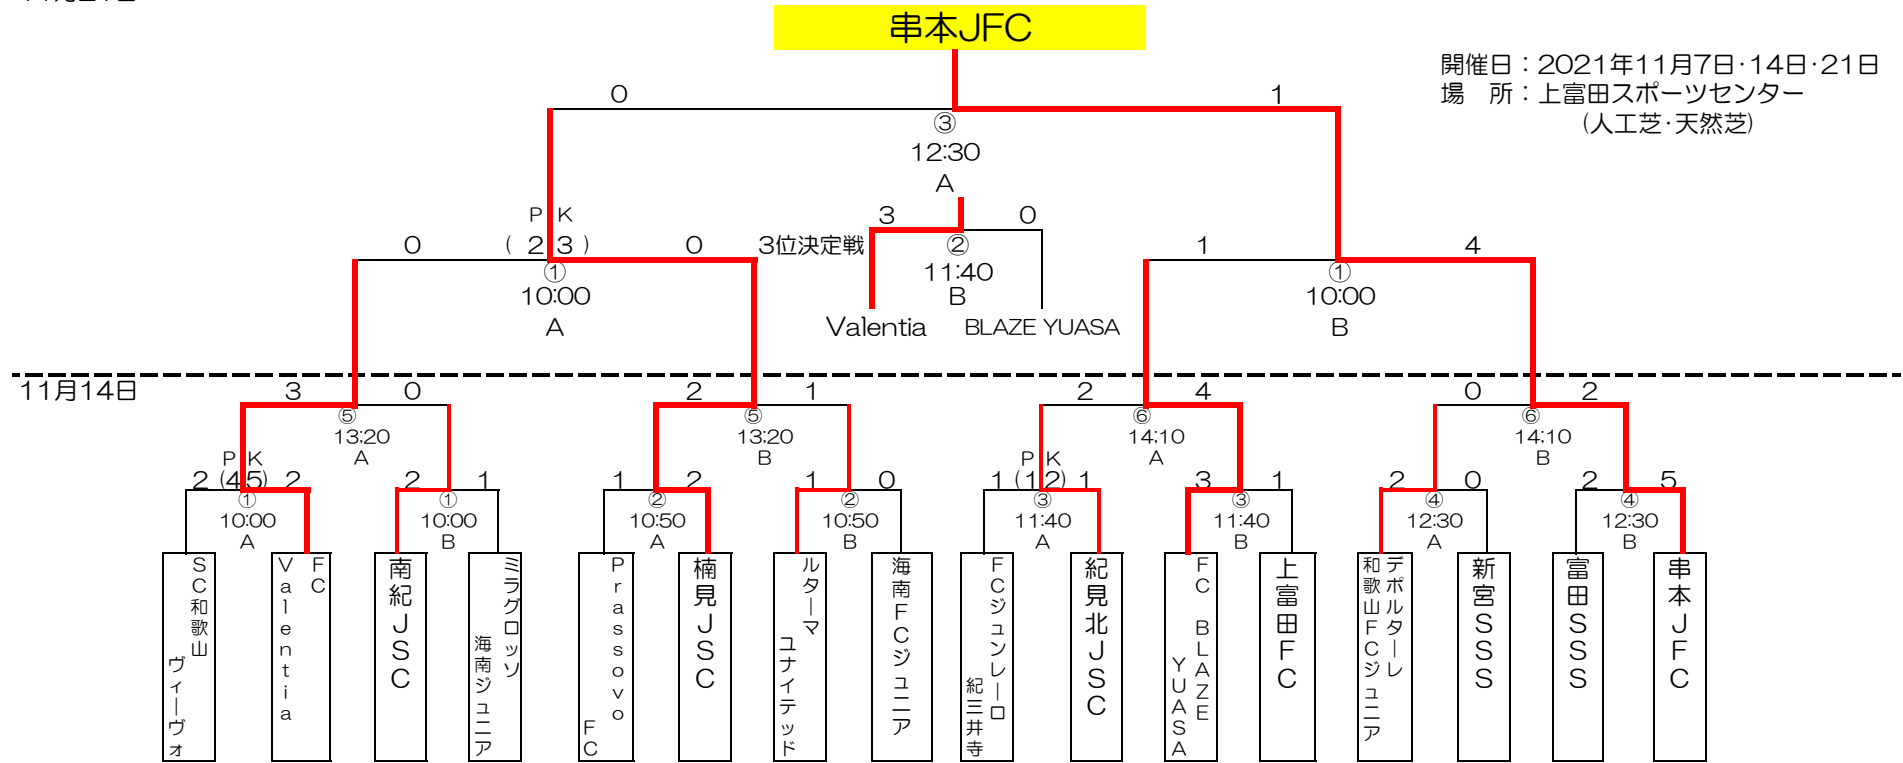 串本JFC
開催日：2021年11月7日・14日・21日
場　所：上富田スポーツセンター
(人工芝・天然芝)
0
1
③
12:30
A
P K
0
( 2 3 )
0
3位決定戦
3
0
②
11:40
B
Valentia
BLAZE YUASA
1
4
①
10:00
A
①
10:00
B
11月14日
3
0
2
1
2
4
0
2
⑤
13:20
A
⑤
13:20
B
⑥
14:10
A
⑥
14:10
B
P K
2 (4 5) 2
2
1
1
2
1
0
P K
1 (1 2) 1
3
1
2
0
2
5
①
10:00
A
①
10:00
B
②
10:50
A
②
10:50
B
③
11:40
A
③
11:40
B
④
12:30
A
④
12:30
B
SC和歌山
ヴィーヴォ
FC
Valentia
南紀JSC
ミラグロッソ
海南ジュニア
Prassovo
FC
楠見JSC
ルターマ
ユナイテッド
海南FCジュニア
FCジュンレーロ
紀三井寺
紀見北JSC
FC BLAZE
YUASA
上富田FC
デポルターレ
和歌山FCジュニア
新宮SSS
富田SSS
串本JFC